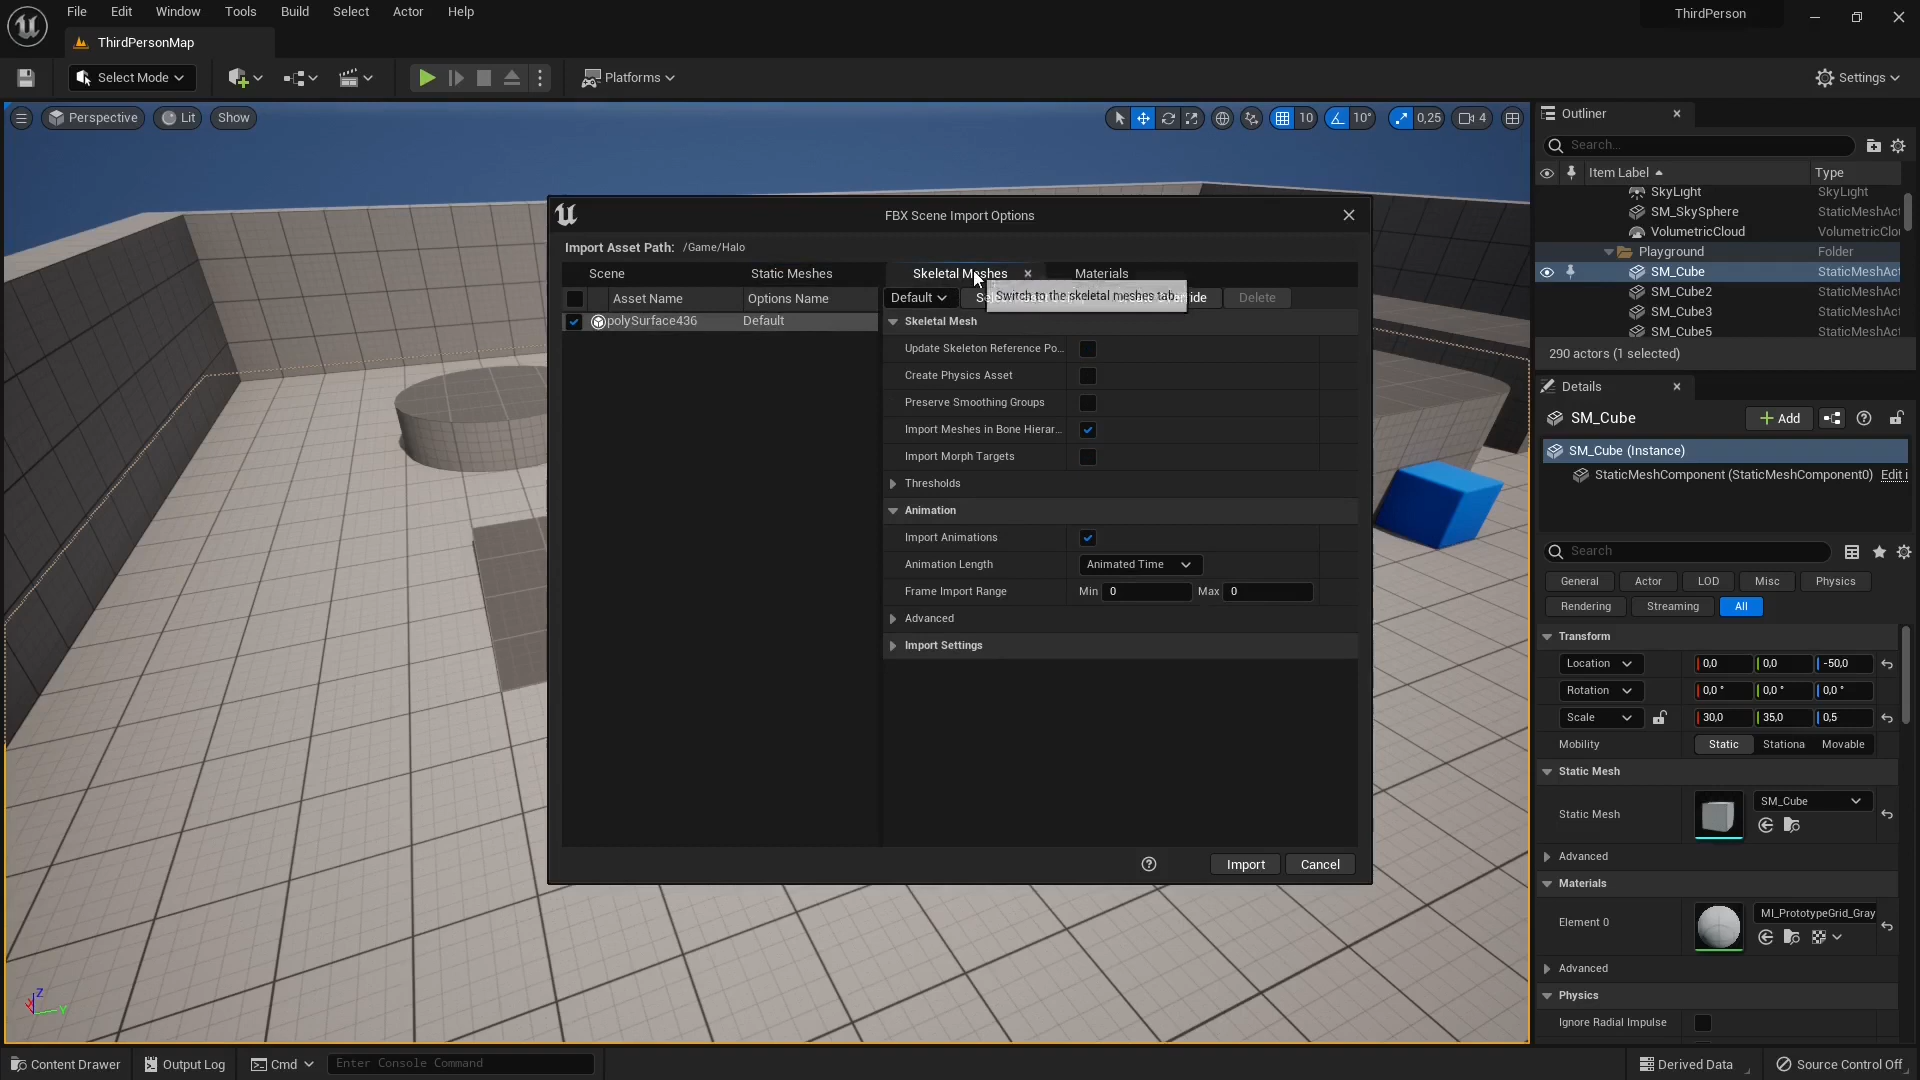 File Edit Window Tools Build Select Actor Help
ThirdPerson
ThirdPersonMap
Select Mode
Platforms
Settings
Perspective Lit Show
10 10° 0,25 4
Outliner
Search...
Item Label Type
SkyLight SkyLight
SM_SkySphere StaticMeshAct
VolumetricCloud VolumetricClou
Playground Folder
SM_Cube StaticMeshAct
SM_Cube2 StaticMeshAct
SM_Cube3 StaticMeshAct
SM_Cube5 StaticMeshAct
290 actors (1 selected)
FBX Scene Import Options
Import Asset Path: /Game/Halo
Scene Static Meshes Skeletal Meshes Materials
Asset Name Options Name
polySurface436 Default
Default
Switch to the skeletal meshes tab
Delete
Skeletal Mesh
Update Skeleton Reference Po...
Create Physics Asset
Preserve Smoothing Groups
Import Meshes in Bone Hierar...
Import Morph Targets
Thresholds
Animation
Import Animations
Animation Length Animated Time
Frame Import Range Min 0 Max 0
Advanced
Import Settings
Import Cancel
Details
SM_Cube
Add
SM_Cube (Instance)
StaticMeshComponent (StaticMeshComponent0) Edit i
Search
General Actor LOD Misc Physics
Rendering Streaming All
Transform
Location 0,0 0,0 -50,0
Rotation 0,0 ° 0,0 ° 0,0 °
Scale 30,0 35,0 0,5
Mobility Static Stationa Movable
Static Mesh
Static Mesh SM_Cube
Advanced
Materials
Element 0 MI_PrototypeGrid_Gray
Advanced
Physics
Ignore Radial Impulse
Z
Y
Content Drawer Output Log Cmd Enter Console Command
Derived Data Source Control Off